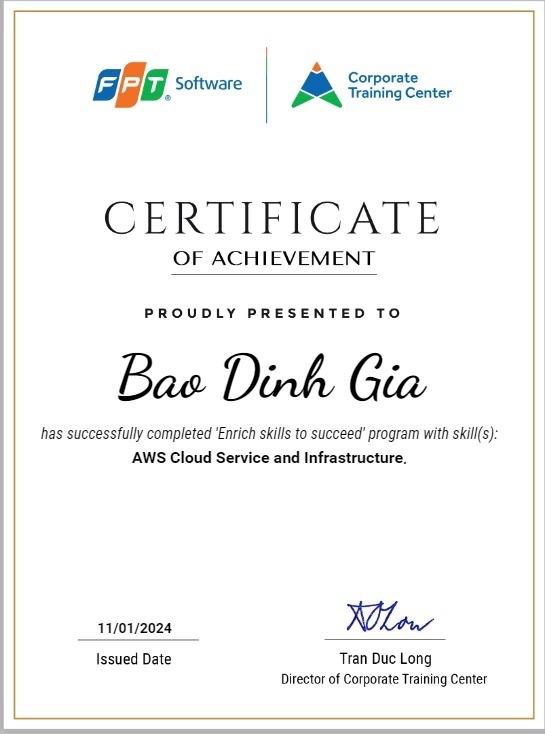 FPT Software
Corporate
Training Center
CERTIFICATE
OF ACHIEVEMENT
PROUDLY PRESENTED TO
Bao Dinh Gia
has successfully completed 'Enrich skills to succeed' program with skill(s):
AWS Cloud Service and Infrastructure.
11/01/2024
Issued Date
Tran Duc Long
Director of Corporate Training Center